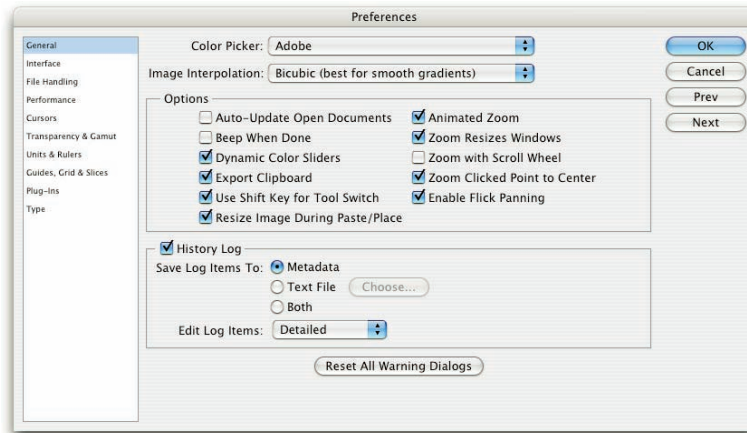 Preferences
General
Interface
File Handling
Performance
Cursors
Transparency & Gamut
Units & Rulers
Guides, Grid & Slices
Plug-Ins
Type
Color Picker: Adobe
Image Interpolation: Bicubic (best for smooth gradients)
Options
Auto-Update Open Documents
Beep When Done
Dynamic Color Sliders
Export Clipboard
Use Shift Key for Tool Switch
Resize Image During Paste/Place
Animated Zoom
Zoom Resizes Windows
Zoom with Scroll Wheel
Zoom Clicked Point to Center
Enable Flick Panning
History Log
Save Log Items To: Metadata
Text File Choose...
Both
Edit Log Items: Detailed
Reset All Warning Dialogs
OK
Cancel
Prev
Next